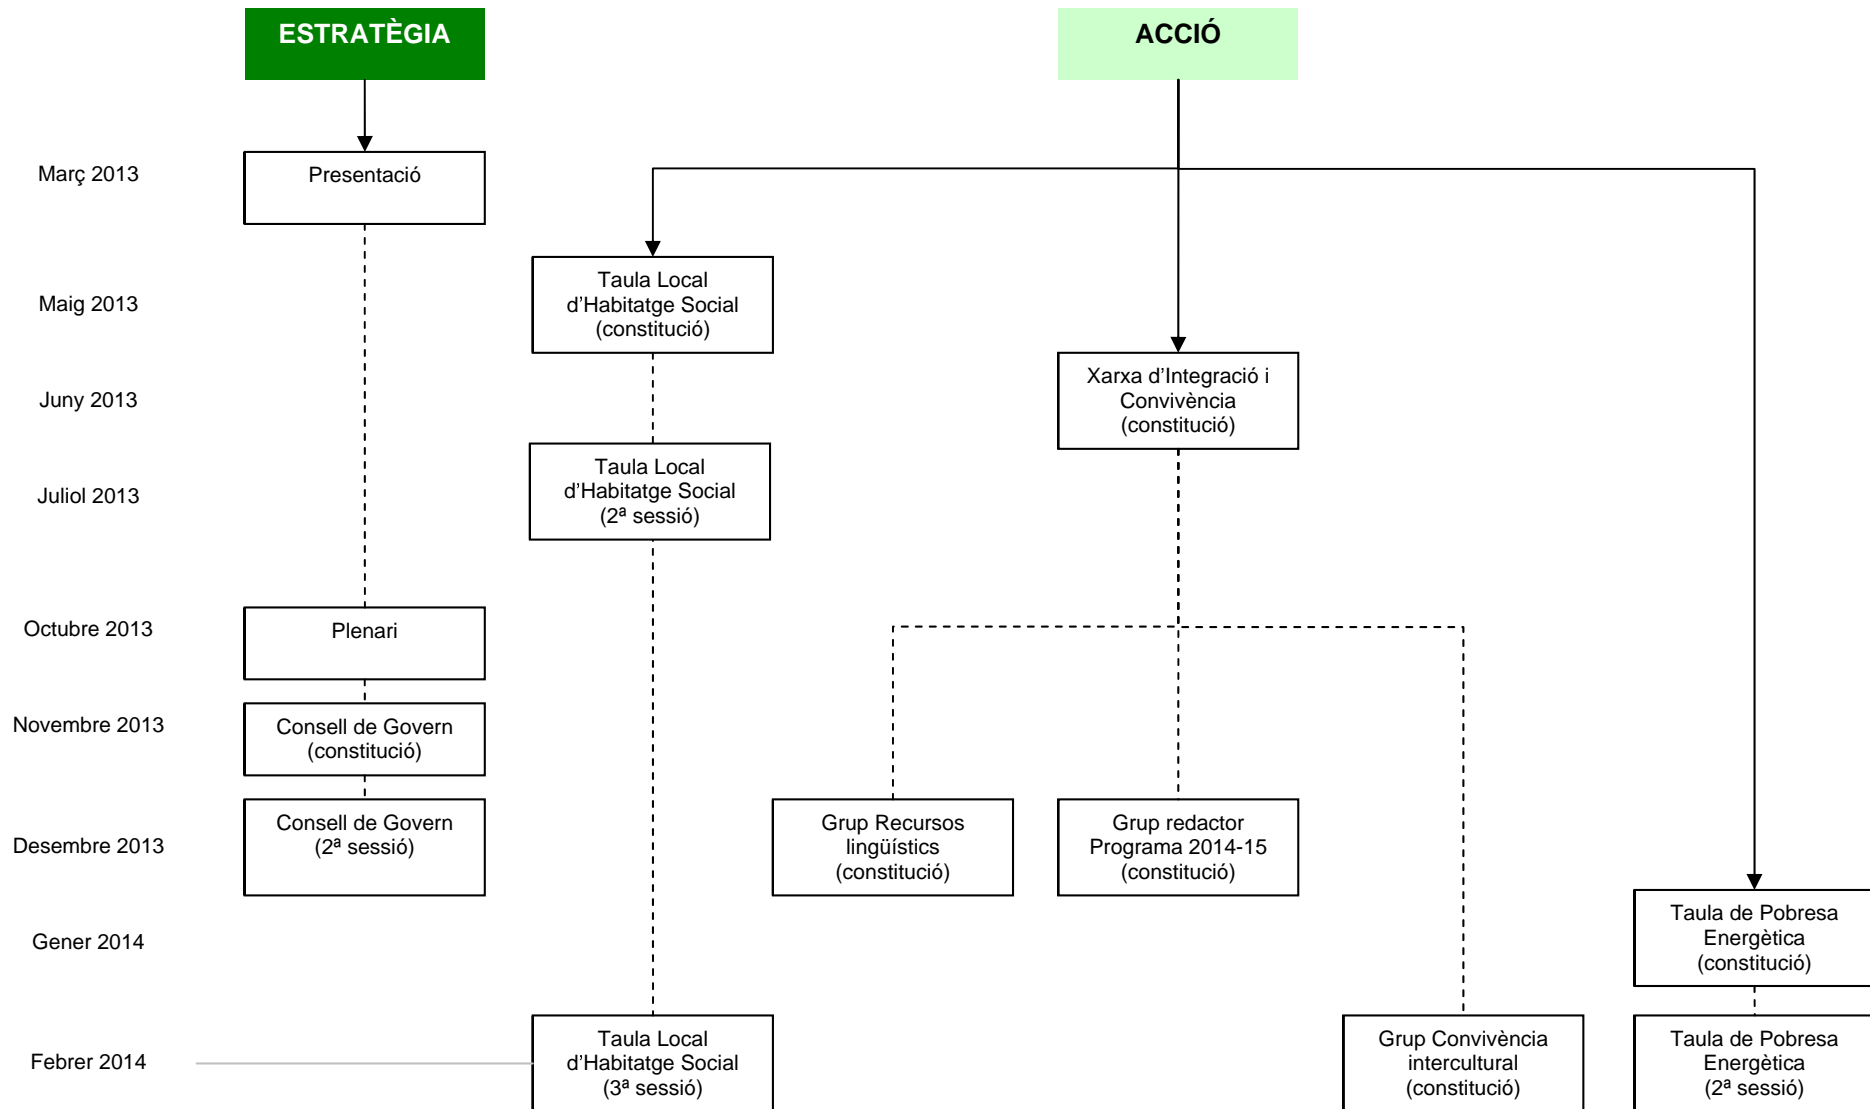 ESTRATÈGIA
ACCIÓ
Març 2013
Presentació
Maig 2013
Taula Local
d’Habitatge Social
(constitució)
Juny 2013
Xarxa d’Integració i
Convivència
(constitució)
Juliol 2013
Taula Local
d’Habitatge Social
(2ª sessió)
Octubre 2013
Plenari
Novembre 2013
Consell de Govern
(constitució)
Desembre 2013
Consell de Govern
(2ª sessió)
Grup Recursos
lingüístics
(constitució)
Grup redactor
Programa 2014-15
(constitució)
Gener 2014
Taula de Pobresa
Energètica
(constitució)
Febrer 2014
Taula Local
d’Habitatge Social
(3ª sessió)
Grup Convivència
intercultural
(constitució)
Taula de Pobresa
Energètica
(2ª sessió)